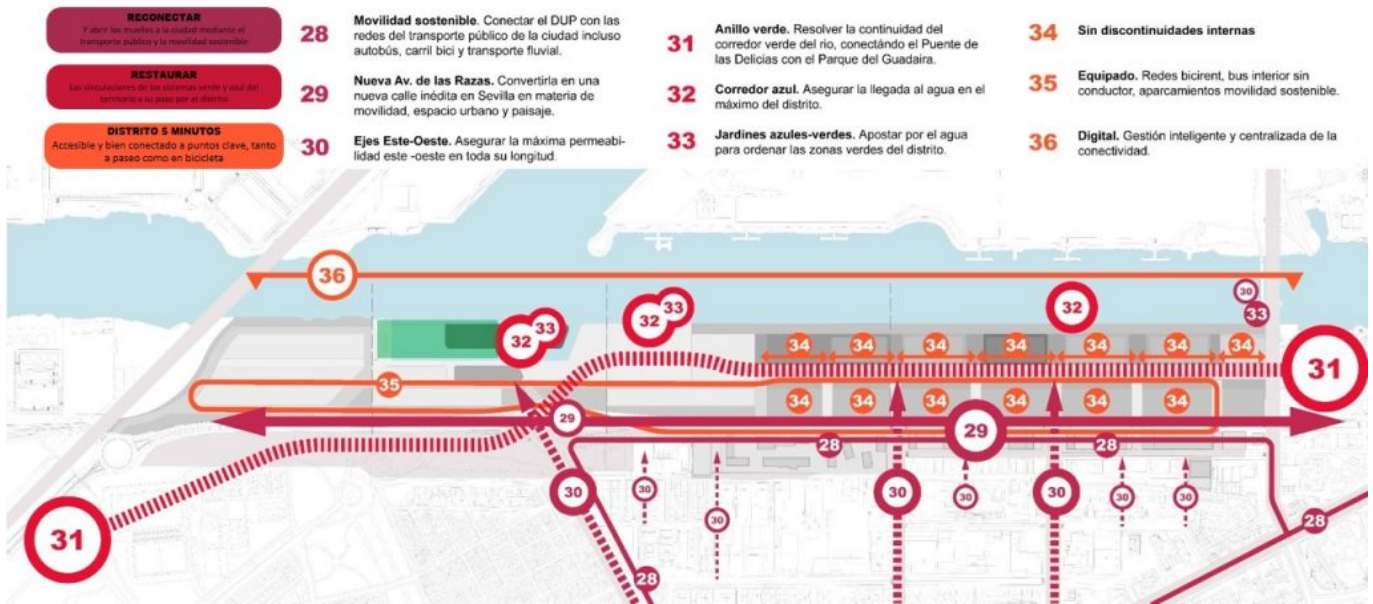 RECONECTAR
Y abrir los muelles a la ciudad mediante el
transporte público y la movilidad sostenible
RESTAURAR
Las vinculaciones de los sistemas verde y azul del
territorio a su paso por el distrito
DISTRITO 5 MINUTOS
Accesible y bien conectado a puntos clave, tanto
a paseo como en bicicleta
28
Movilidad sostenible. Conectar el DUP con las
redes del transporte público de la ciudad incluso
autobús, carril bici y transporte fluvial.
29
Nueva Av. de las Razas. Convertirla en una
nueva calle inédita en Sevilla en materia de
movilidad, espacio urbano y paisaje.
30
Ejes Este-Oeste. Asegurar la máxima permeabi-
lidad este -oeste en toda su longitud.
31
Anillo verde. Resolver la continuidad del
corredor verde del rio, conectándo el Puente de
las Delicias con el Parque del Guadaira.
32
Corredor azul. Asegurar la llegada al agua en el
máximo del distrito.
33
Jardines azules-verdes. Apostar por el agua
para ordenar las zonas verdes del distrito.
34
Sin discontinuidades internas
35
Equipado. Redes bicirent, bus interior sin
conductor, aparcamientos movilidad sostenible.
36
Digital. Gestión inteligente y centralizada de la
conectividad.
36
30
33
32 33
32 33
32
34 34 34 34 34 34 34
31
35
34 34 34 34 34 34
29
29
28 28
30 30 30 30 30 30 30 30
31
28
28